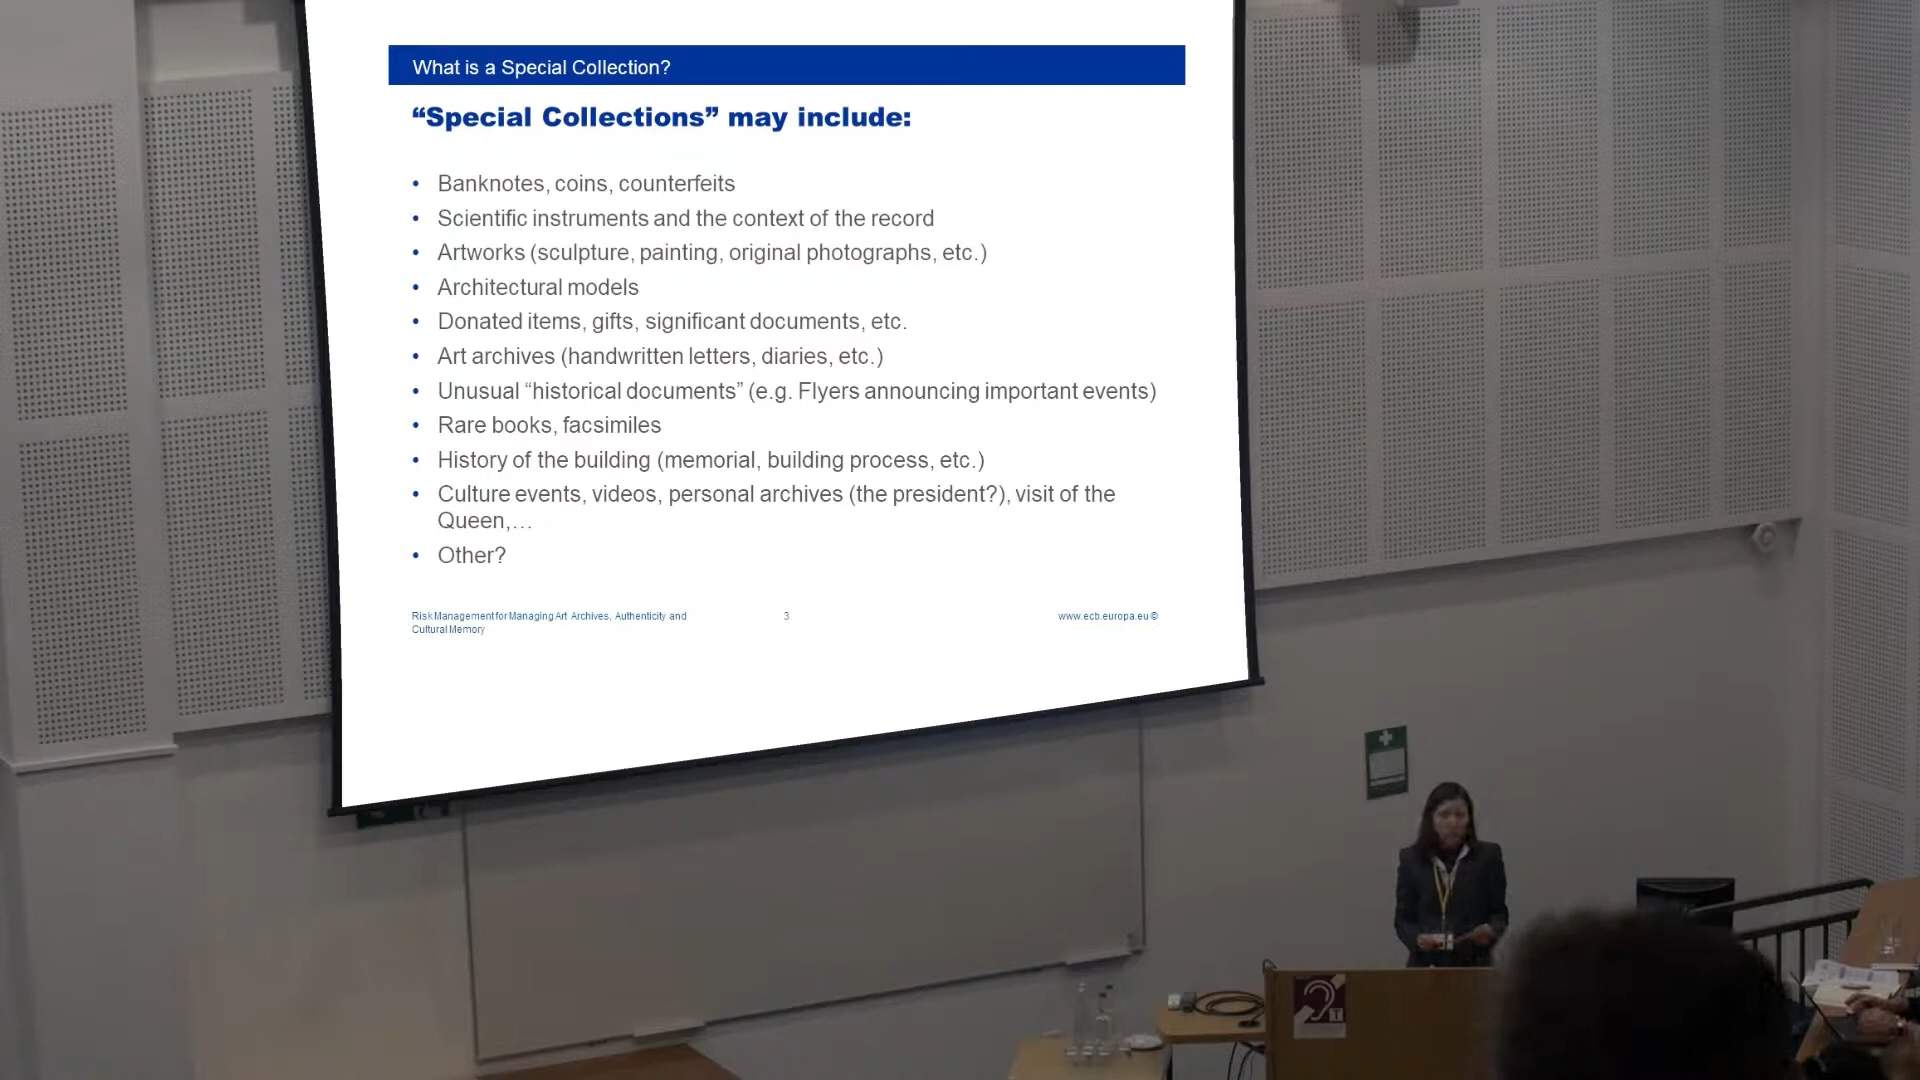 What is a Special Collection?
“Special Collections” may include:
• Banknotes, coins, counterfeits
• Scientific instruments and the context of the record
• Artworks (sculpture, painting, original photographs, etc.)
• Architectural models
• Donated items, gifts, significant documents, etc.
• Art archives (handwritten letters, diaries, etc.)
• Unusual “historical documents” (e.g. Flyers announcing important events)
• Rare books, facsimiles
• History of the building (memorial, building process, etc.)
• Culture events, videos, personal archives (the president?), visit of the
Queen,…
• Other?
Risk Management for Managing Art Archives, Authenticity and
Cultural Memory
3
www.ecb.europa.eu ©
T